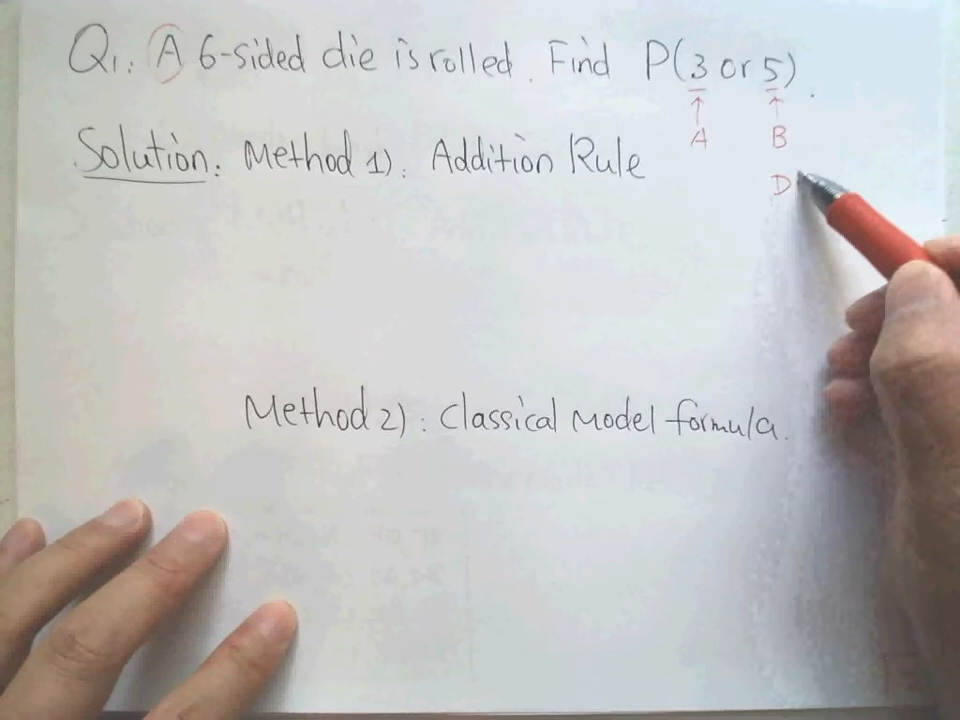 Q1: A 6-sided die is rolled. Find P(3 or 5).
↑ ↑
A B
Solution: Method 1): Addition Rule
D
Method 2): Classical Model formula.